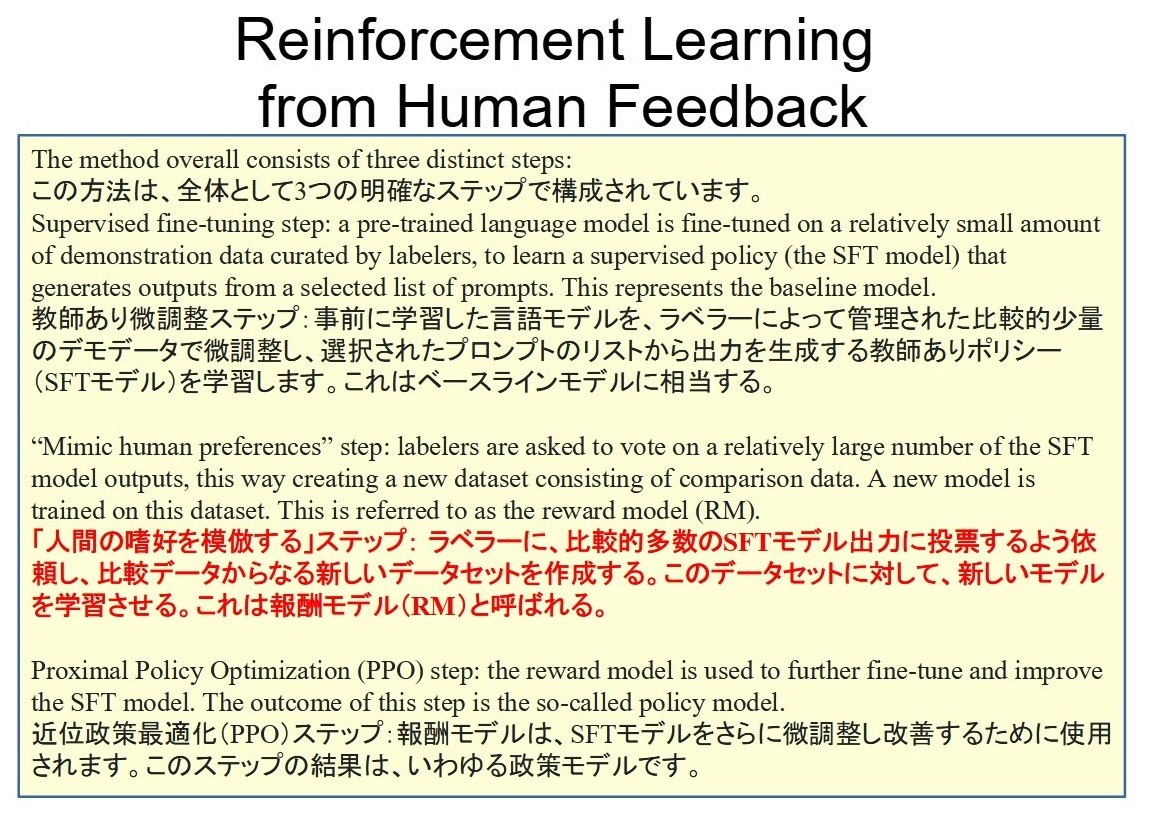 Reinforcement Learning
from Human Feedback
The method overall consists of three distinct steps:
この方法は、全体として3つの明確なステップで構成されています。
Supervised fine-tuning step: a pre-trained language model is fine-tuned on a relatively small amount
of demonstration data curated by labelers, to learn a supervised policy (the SFT model) that
generates outputs from a selected list of prompts. This represents the baseline model.
教師あり微調整ステップ：事前に学習した言語モデルを、ラベラーによって管理された比較的少量
のデモデータで微調整し、選択されたプロンプトのリストから出力を生成する教師ありポリシー
（SFTモデル）を学習します。これはベースラインモデルに相当する。
“Mimic human preferences” step: labelers are asked to vote on a relatively large number of the SFT
model outputs, this way creating a new dataset consisting of comparison data. A new model is
trained on this dataset. This is referred to as the reward model (RM).
「人間の嗜好を模倣する」ステップ： ラベラーに、比較的多数のSFTモデル出力に投票するよう依
頼し、比較データからなる新しいデータセットを作成する。このデータセットに対して、新しいモデル
を学習させる。これは報酬モデル（RM）と呼ばれる。
Proximal Policy Optimization (PPO) step: the reward model is used to further fine-tune and improve
the SFT model. The outcome of this step is the so-called policy model.
近位政策最適化（PPO）ステップ：報酬モデルは、SFTモデルをさらに微調整し改善するために使用
されます。このステップの結果は、いわゆる政策モデルです。